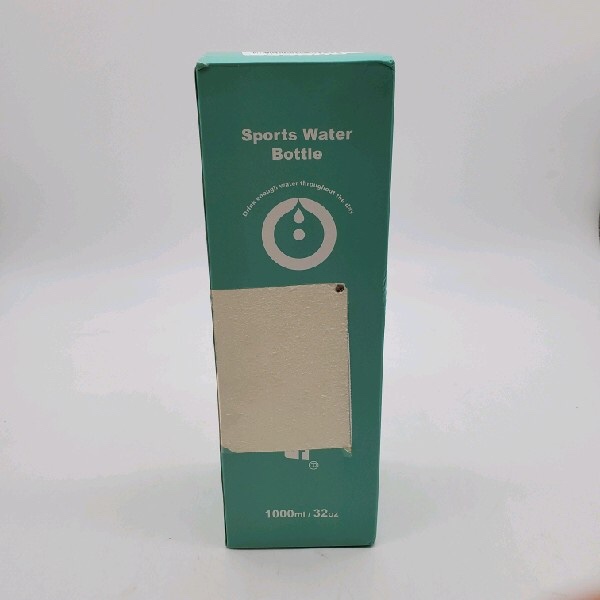 Sports Water
Bottle
Drink enough water throughout the day
1000ml / 32oz